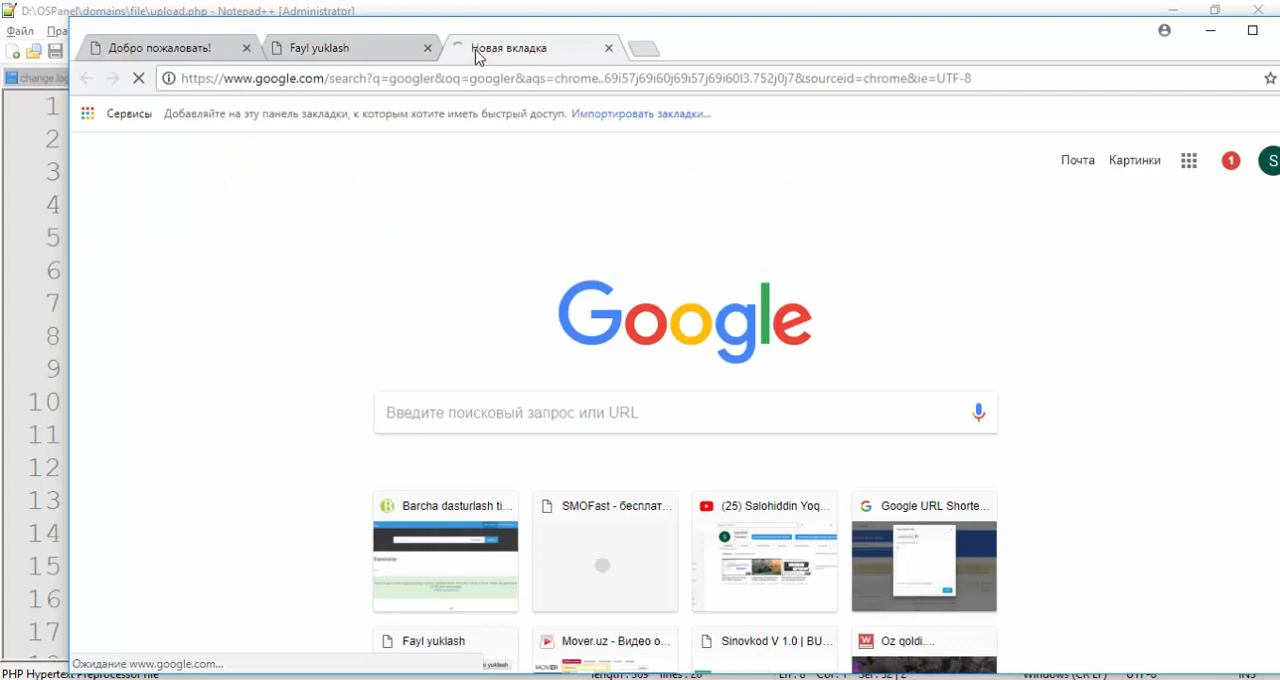 D:\OSPanel\domains\file\upload.php - Notepad++ [Administrator]
Файл
Добро пожаловать!
Fayl yuklash
Новая вкладка
https://www.google.com/search?q=googler&oq=googler&aqs=chrome..69i57j69i60j69i57j69i60l3.752j0j7&sourceid=chrome&ie=UTF-8
Сервисы
Добавляйте на эту панель закладки, к которым хотите иметь быстрый доступ. Импортировать закладки...
change.log
Почта
Картинки
1
S
Google
Введите поисковый запрос или URL
Barcha dasturlash ti...
SMOFast - бесплат...
(25) Salohiddin Yoq...
Google URL Shorte...
Fayl yuklash
Mover.uz - Видео о...
Sinovkod V 1.0 | BU...
Oz qoldi....
1
2
3
4
5
6
7
8
9
10
11
12
13
14
15
16
17
Ожидание www.google.com...